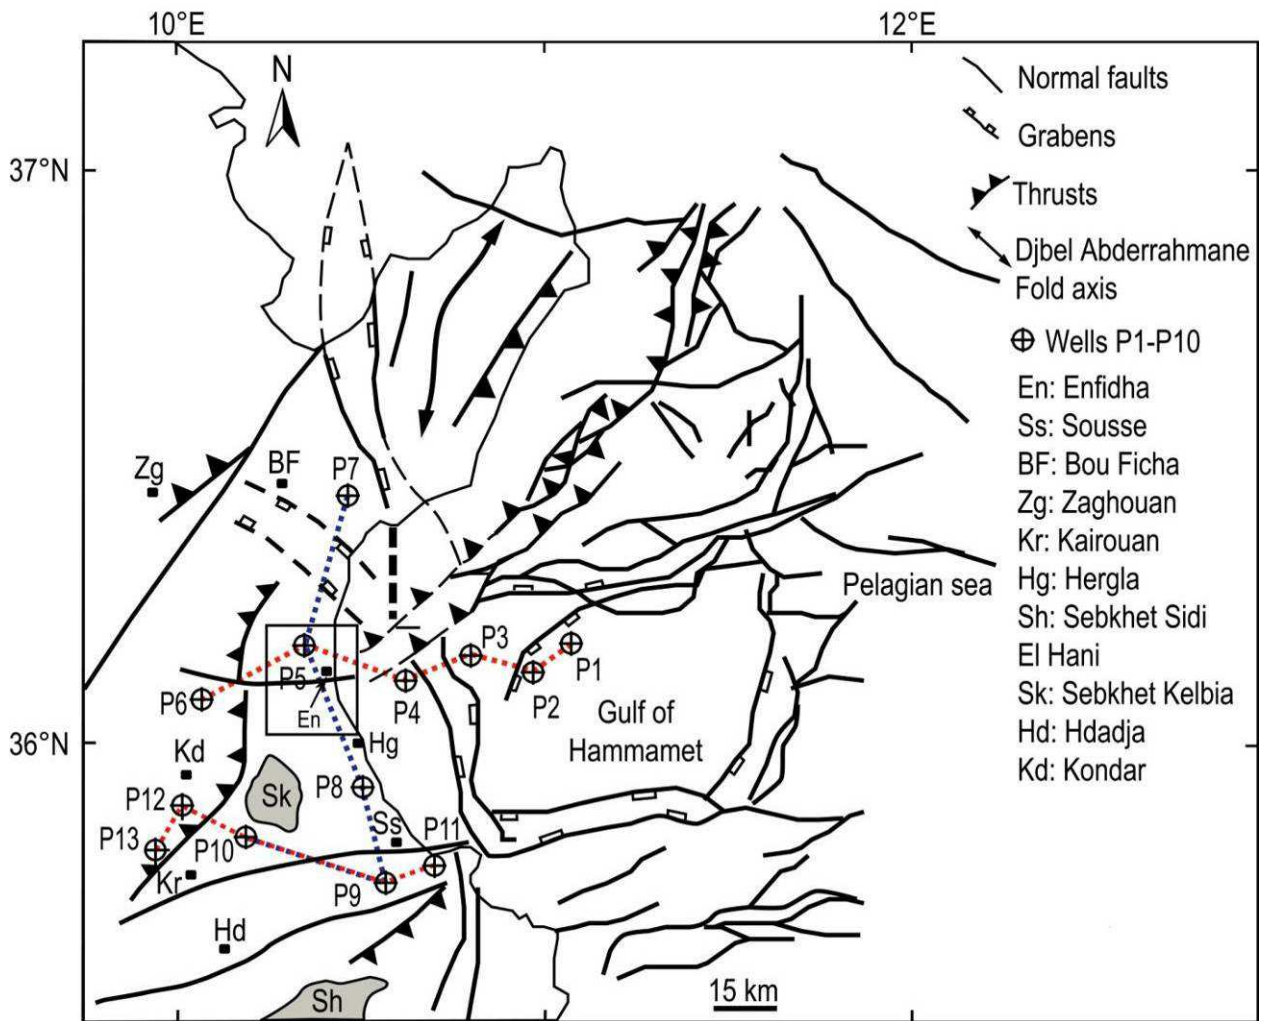 10°E
12°E
N
37°N
36°N
Normal faults
Grabens
Thrusts
Djbel Abderrahmane
Fold axis
Wells P1-P10
En: Enfidha
Ss: Sousse
BF: Bou Ficha
Zg: Zaghouan
Kr: Kairouan
Hg: Hergla
Sh: Sebkhet Sidi
El Hani
Sk: Sebkhet Kelbia
Hd: Hdadja
Kd: Kondar
Zg
BF
P7
Pelagian sea
P3
P1
P5
P6
P4
P2
En
Gulf of
Hammamet
Hg
Kd
P8
Sk
P12
Ss
P11
P13
P10
Kr
P9
Hd
Sh
15 km